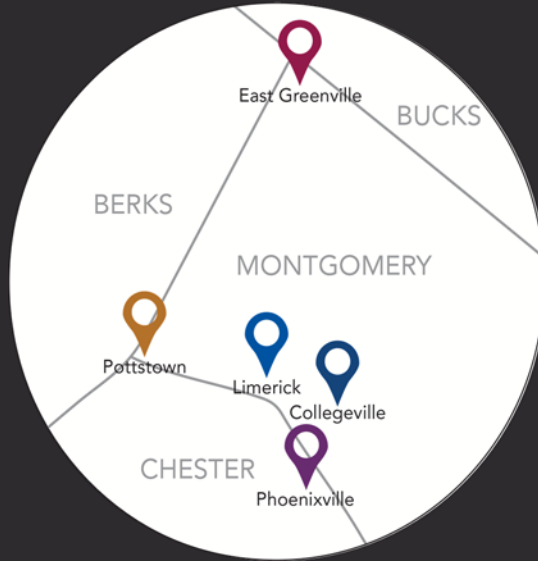 East Greenville
BUCKS
BERKS
MONTGOMERY
Pottstown
Limerick
Collegeville
CHESTER
Phoenixville